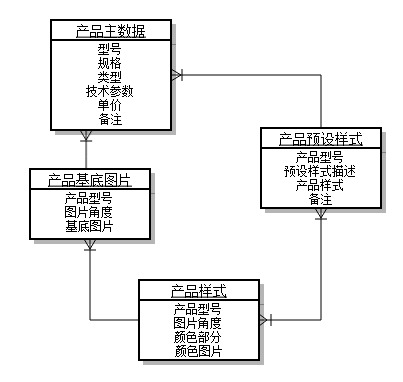 产品主数据
型号
规格
类型
技术参数
单价
备注
产品预设样式
产品型号
预设样式描述
产品样式
备注
产品基底图片
产品型号
图片角度
基底图片
产品样式
产品型号
图片角度
颜色部分
颜色图片